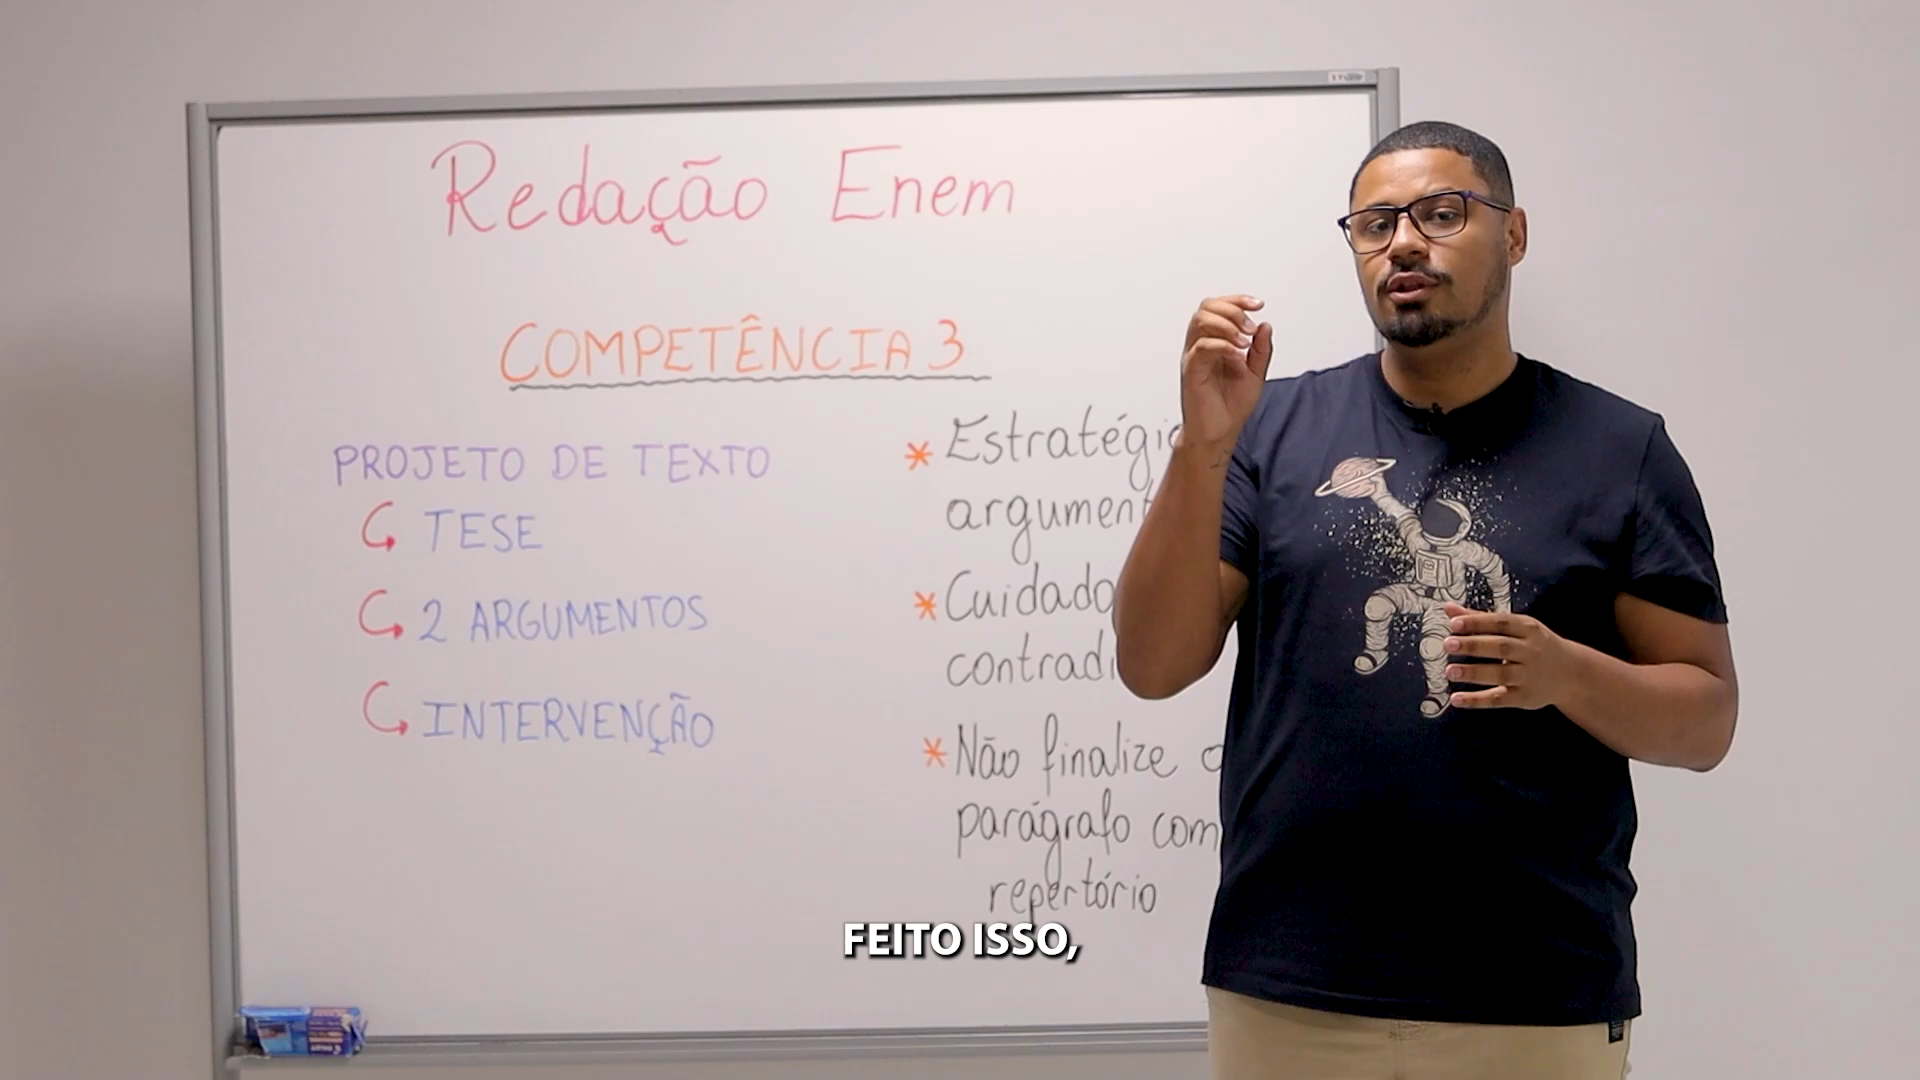 Redação Enem
COMPETÊNCIA 3
PROJETO DE TEXTO
TESE
2 ARGUMENTOS
INTERVENÇÃO
* Estratégi
argument
* Cuidado
contradi
* Não finalize o
parágrafo com
repertório
FEITO ISSO,